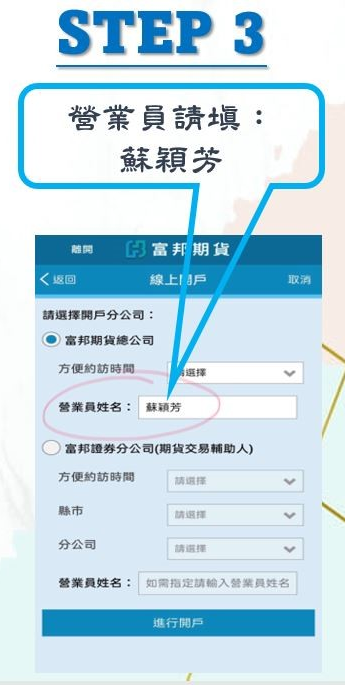 STEP 3
營業員請填：
蘇穎芳
離開 富邦期貨
返回 線上開戶 取消
請選擇開戶分公司：
富邦期貨總公司
方便約訪時間 請選擇
營業員姓名： 蘇穎芳
富邦證券分公司(期貨交易輔助人)
方便約訪時間 請選擇
縣市 請選擇
分公司 請選擇
營業員姓名： 如需指定請輸入營業員姓名
進行開戶